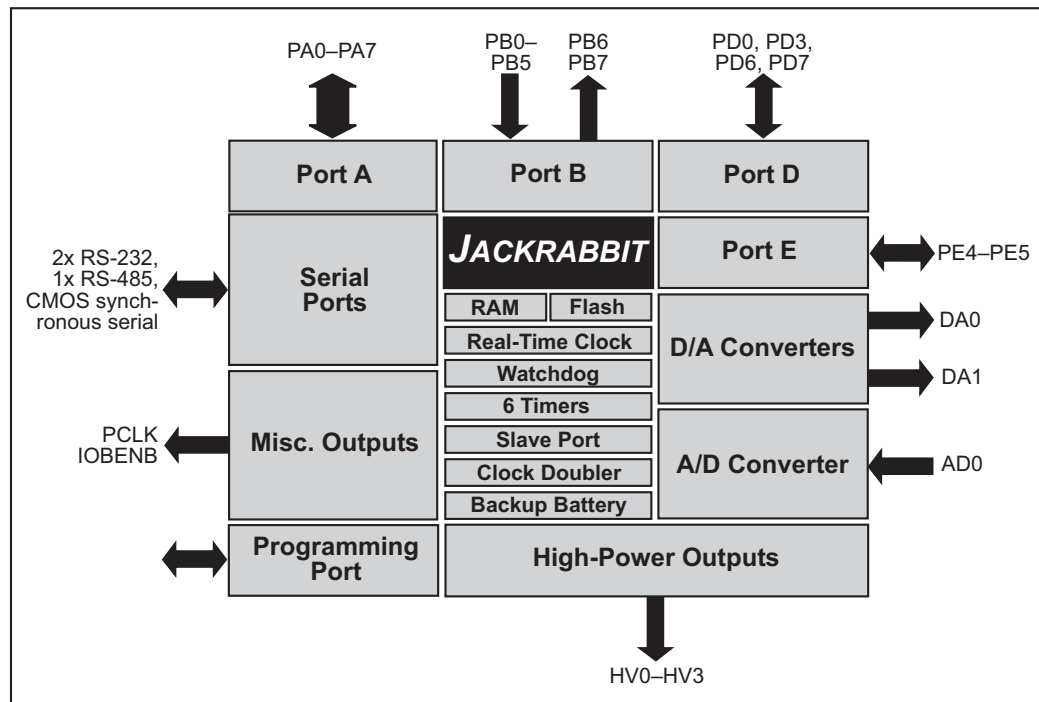 PA0–PA7
PB0–
PB5
PB6
PB7
PD0, PD3,
PD6, PD7
Port A
Port B
Port D
2x RS-232,
1x RS-485,
CMOS synch-
ronous serial
Serial
Ports
JACKRABBIT
Port E
PE4–PE5
RAM
Flash
Real-Time Clock
Watchdog
6 Timers
Slave Port
Clock Doubler
Backup Battery
D/A Converters
DA0
DA1
PCLK
IOBENB
Misc. Outputs
A/D Converter
AD0
Programming
Port
High-Power Outputs
HV0–HV3